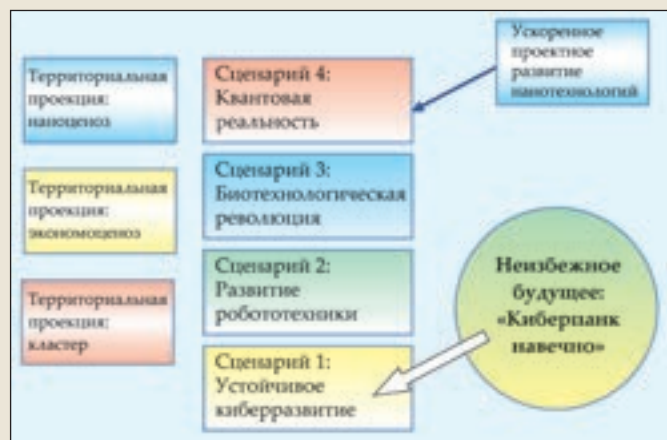 Территориальная
проекция:
наноценоз
Территориальная
проекция:
экономоценоз
Территориальная
проекция:
кластер
Сценарий 4:
Квантовая
реальность
Сценарий 3:
Биотехнологическая
революция
Сценарий 2:
Развитие
робототехники
Сценарий 1:
Устойчивое
киберразвитие
Ускоренное
проектное
развитие
нанотехнологий
Неизбежное
будущее:
«Киберпанк
навечно»